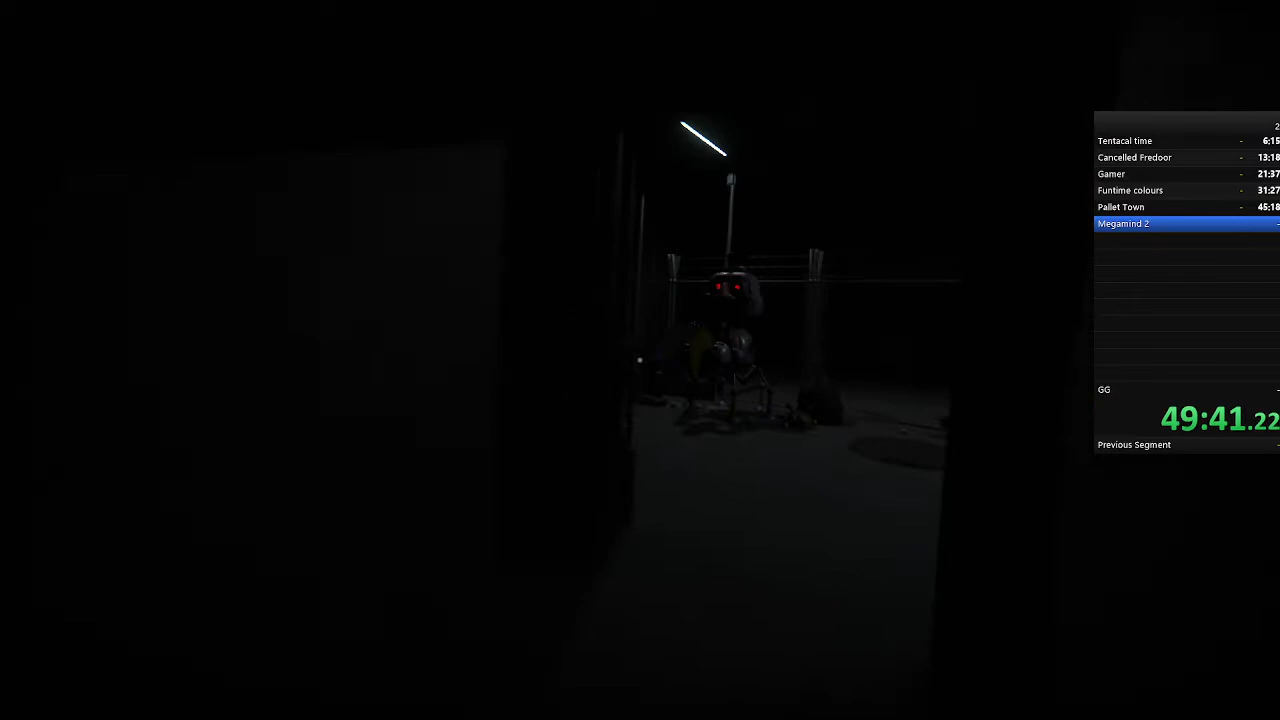 2
Tentacal time - 6:15
Cancelled Fredoor - 13:18
Gamer - 21:37
Funtime colours - 31:27
Pallet Town - 45:18
Megamind 2 -
GG -
49:41.22
Previous Segment -